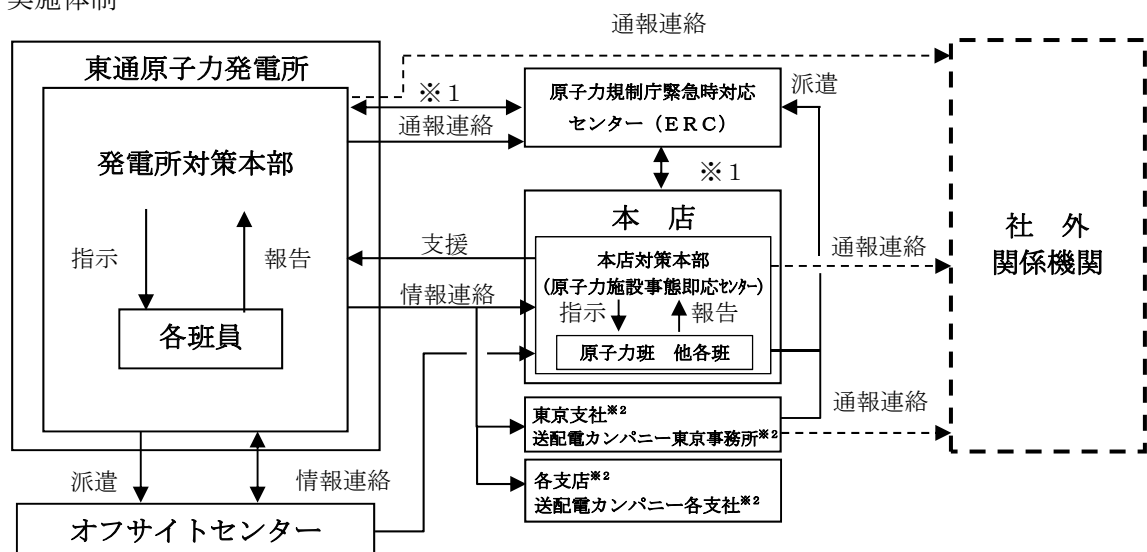 実施体制
通報連絡
東通原子力発電所
※1
通報連絡
原子力規制庁緊急時対応
センター（ERC）
派遣
発電所対策本部
指示
報告
各班員
※1
本　店
支援
本店対策本部
(原子力施設事態即応ｾﾝﾀｰ)
指示
報告
原子力班　他各班
情報連絡
通報連絡
社　外
関係機関
東京支社※2
送配電カンパニー東京事務所※2
通報連絡
各支店※2
送配電カンパニー各支社※2
派遣
情報連絡
オフサイトセンター